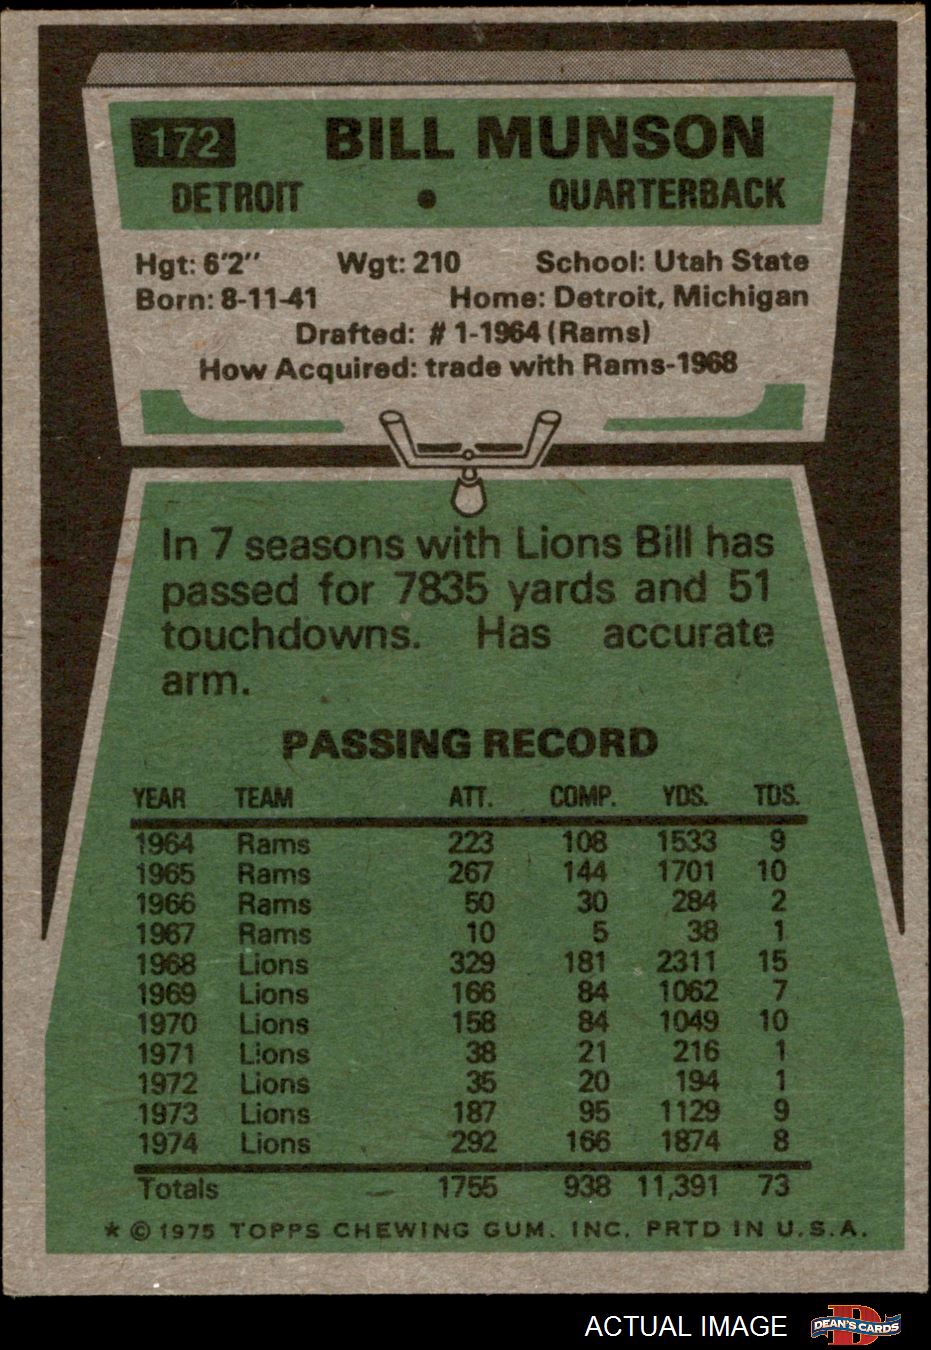 172 BILL MUNSON
DETROIT • QUARTERBACK
Hgt: 6'2" Wgt: 210 School: Utah State
Born: 8-11-41 Home: Detroit, Michigan
Drafted: #1-1964 (Rams)
How Acquired: trade with Rams-1968
In 7 seasons with Lions Bill has
passed for 7835 yards and 51
touchdowns. Has accurate
arm.
PASSING RECORD
YEAR TEAM ATT. COMP. YDS. TDS.
1964 Rams 223 108 1533 9
1965 Rams 267 144 1701 10
1966 Rams 50 30 284 2
1967 Rams 10 5 38 1
1968 Lions 329 181 2311 15
1969 Lions 166 84 1062 7
1970 Lions 158 84 1049 10
1971 Lions 38 21 216 1
1972 Lions 35 20 194 1
1973 Lions 187 95 1129 9
1974 Lions 292 166 1874 8
Totals 1755 938 11,391 73
* © 1975 TOPPS CHEWING GUM. INC. PRTD IN U.S.A.
ACTUAL IMAGE D DEAN'S CARDS